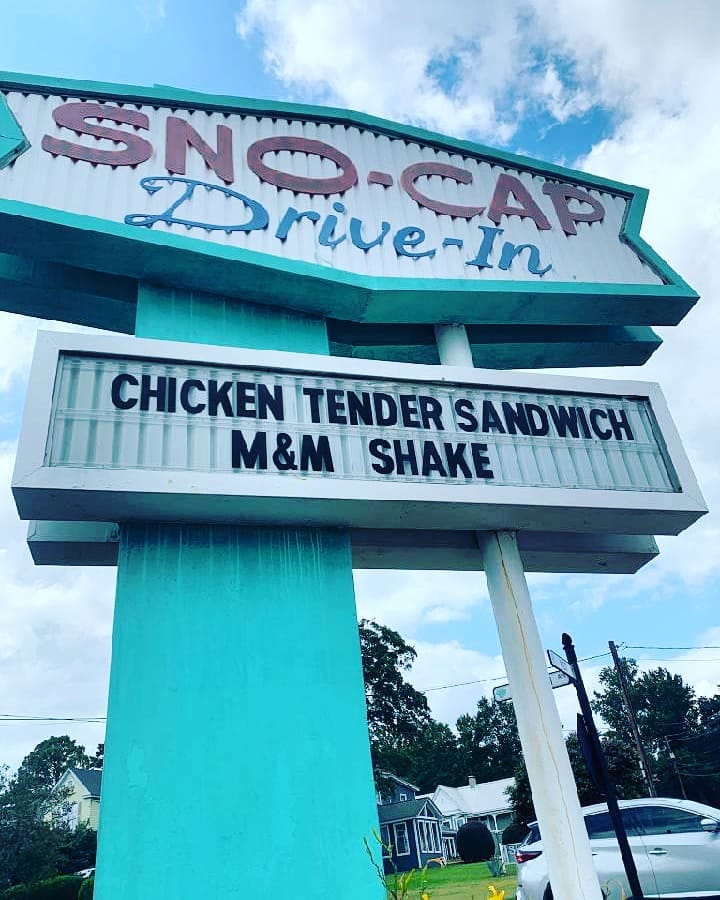 SNO-CAP
Drive-In
CHICKEN TENDER SANDWICH
M&M SHAKE